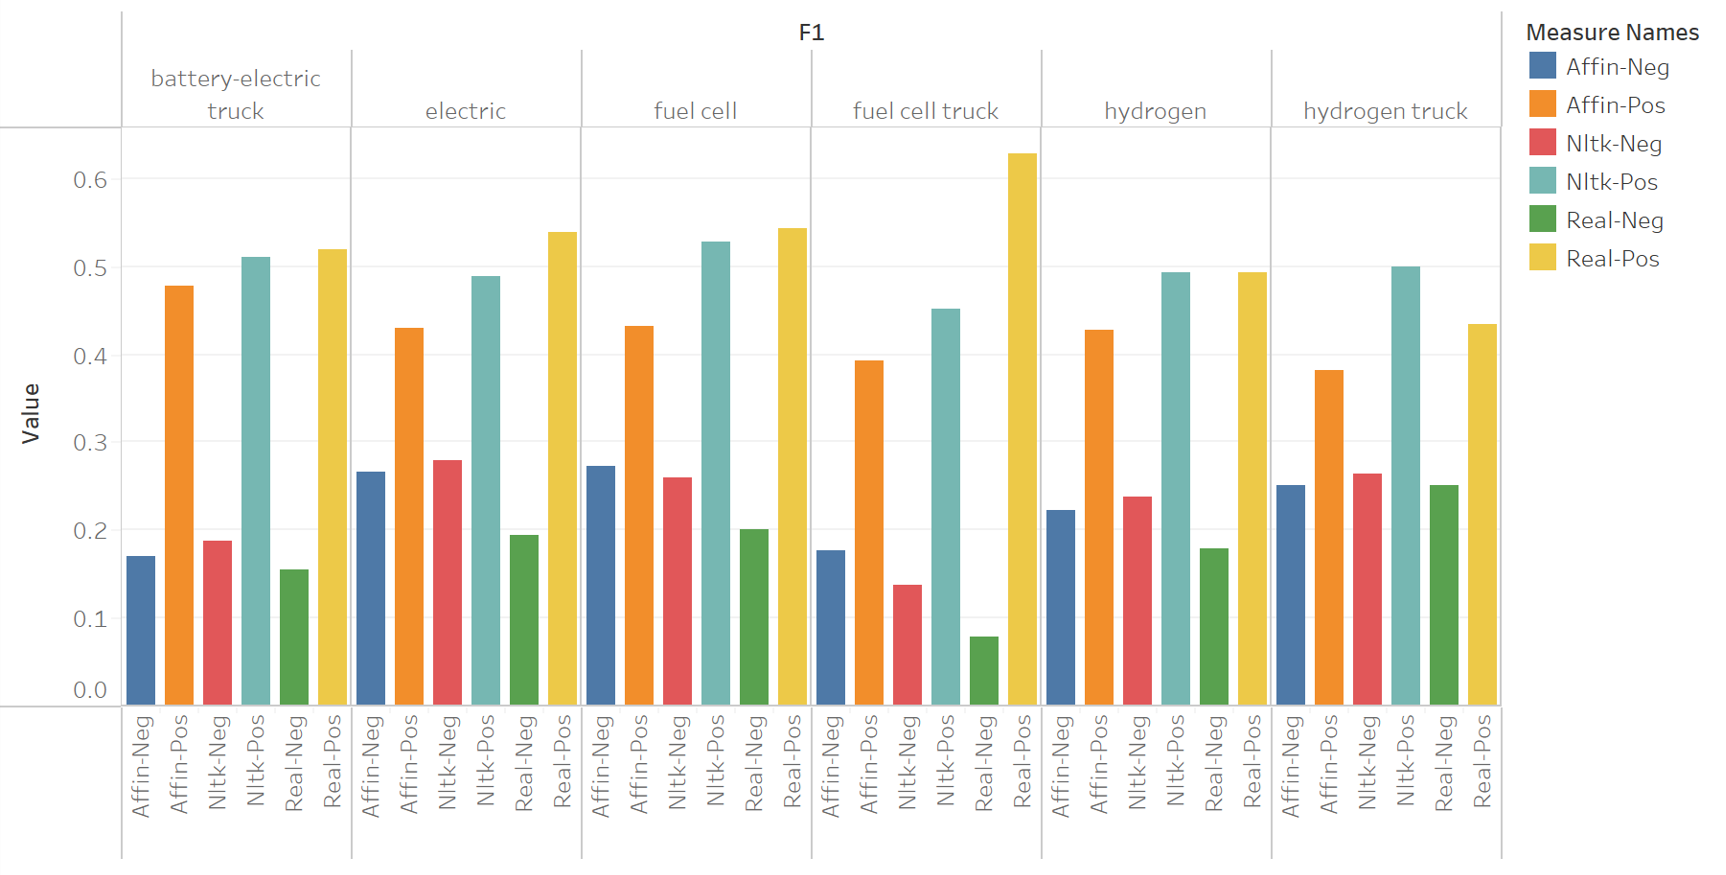 F1
battery-electric
truck
electric
fuel cell
fuel cell truck
hydrogen
hydrogen truck
Value
0.6
0.5
0.4
0.3
0.2
0.1
0.0
Affin-Neg
Affin-Pos
Nltk-Neg
Nltk-Pos
Real-Neg
Real-Pos
Affin-Neg
Affin-Pos
Nltk-Neg
Nltk-Pos
Real-Neg
Real-Pos
Affin-Neg
Affin-Pos
Nltk-Neg
Nltk-Pos
Real-Neg
Real-Pos
Affin-Neg
Affin-Pos
Nltk-Neg
Nltk-Pos
Real-Neg
Real-Pos
Affin-Neg
Affin-Pos
Nltk-Neg
Nltk-Pos
Real-Neg
Real-Pos
Affin-Neg
Affin-Pos
Nltk-Neg
Nltk-Pos
Real-Neg
Real-Pos
Measure Names
Affin-Neg
Affin-Pos
Nltk-Neg
Nltk-Pos
Real-Neg
Real-Pos